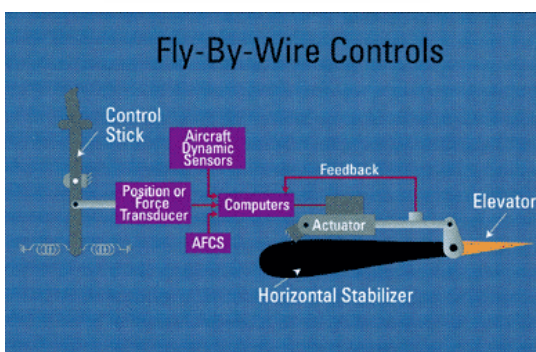 Fly-By-Wire Controls
Control
Stick
Aircraft
Dynamic
Sensors
Position or
Force
Transducer
Computers
AFCS
Feedback
Actuator
Elevator
Horizontal Stabilizer